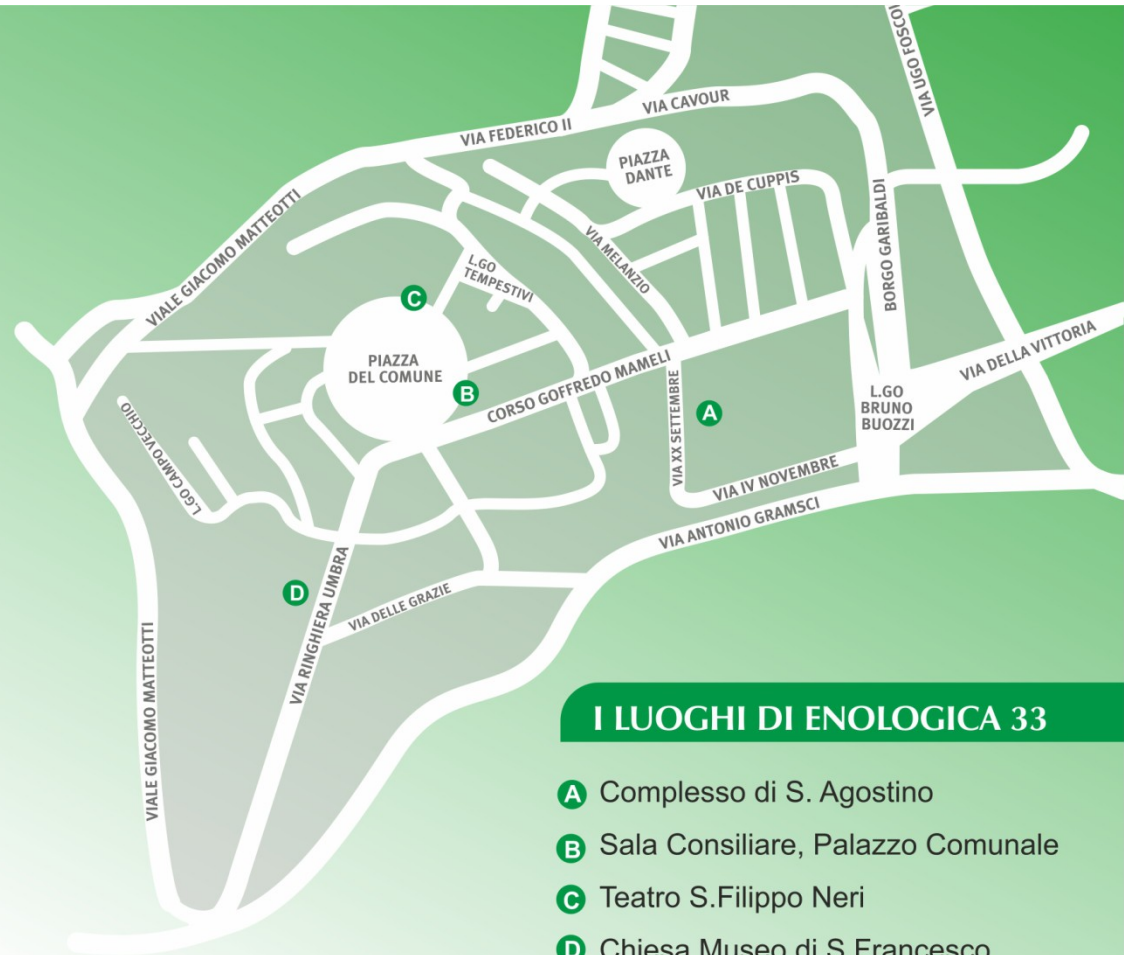 VIA UGO FOSCOL
VIA CAVOUR
VIA FEDERICO II
PIAZZA
DANTE
VIA DE CUPPIS
VIALE GIACOMO MATTEOTTI
VIA MELANZIO
BORGO GARIBALDI
L.GO
TEMPESTIVI
C
PIAZZA
DEL COMUNE
B
CORSO GOFFREDO MAMELI
VIA DELLA VITTORIA
L.GO
BRUNO
BUOZZI
A
VIA XX SETTEMBRE
L.GO CAMPO VECCHIO
VIA IV NOVEMBRE
VIA ANTONIO GRAMSCI
D
VIA RINGHIERA UMBRA
VIA DELLE GRAZIE
VIALE GIACOMO MATTEOTTI
I LUOGHI DI ENOLOGICA 33
A Complesso di S. Agostino
B Sala Consiliare, Palazzo Comunale
C Teatro S.Filippo Neri
D Chiesa Museo di S.Francesco